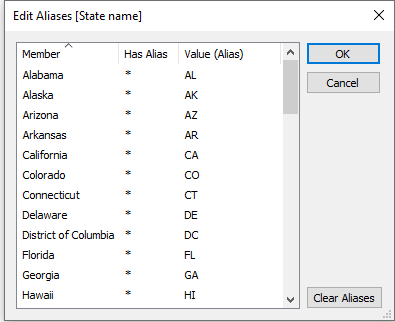 Edit Aliases [State name]
Member Has Alias Value (Alias)
Alabama * AL
Alaska * AK
Arizona * AZ
Arkansas * AR
California * CA
Colorado * CO
Connecticut * CT
Delaware * DE
District of Columbia * DC
Florida * FL
Georgia * GA
Hawaii * HI
OK
Cancel
Clear Aliases